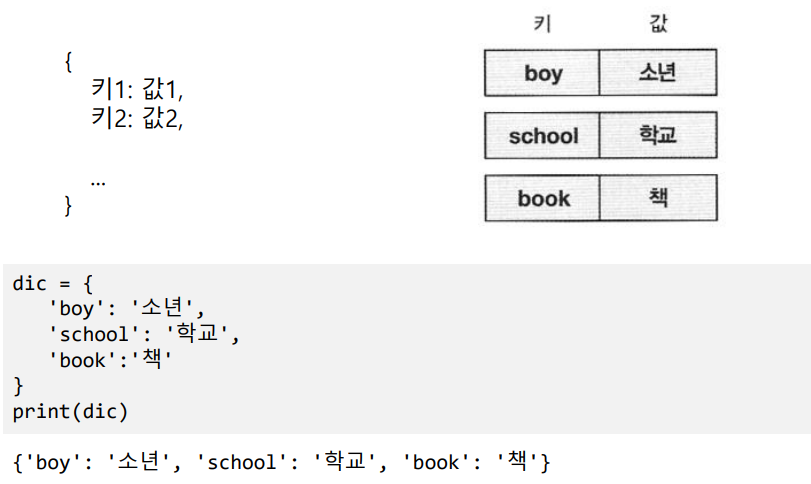 {
키1: 값1,
키2: 값2,
...
}
키 값
boy 소년
school 학교
book 책
dic = {
'boy': '소년',
'school': '학교',
'book':'책'
}
print(dic)
{'boy': '소년', 'school': '학교', 'book': '책'}